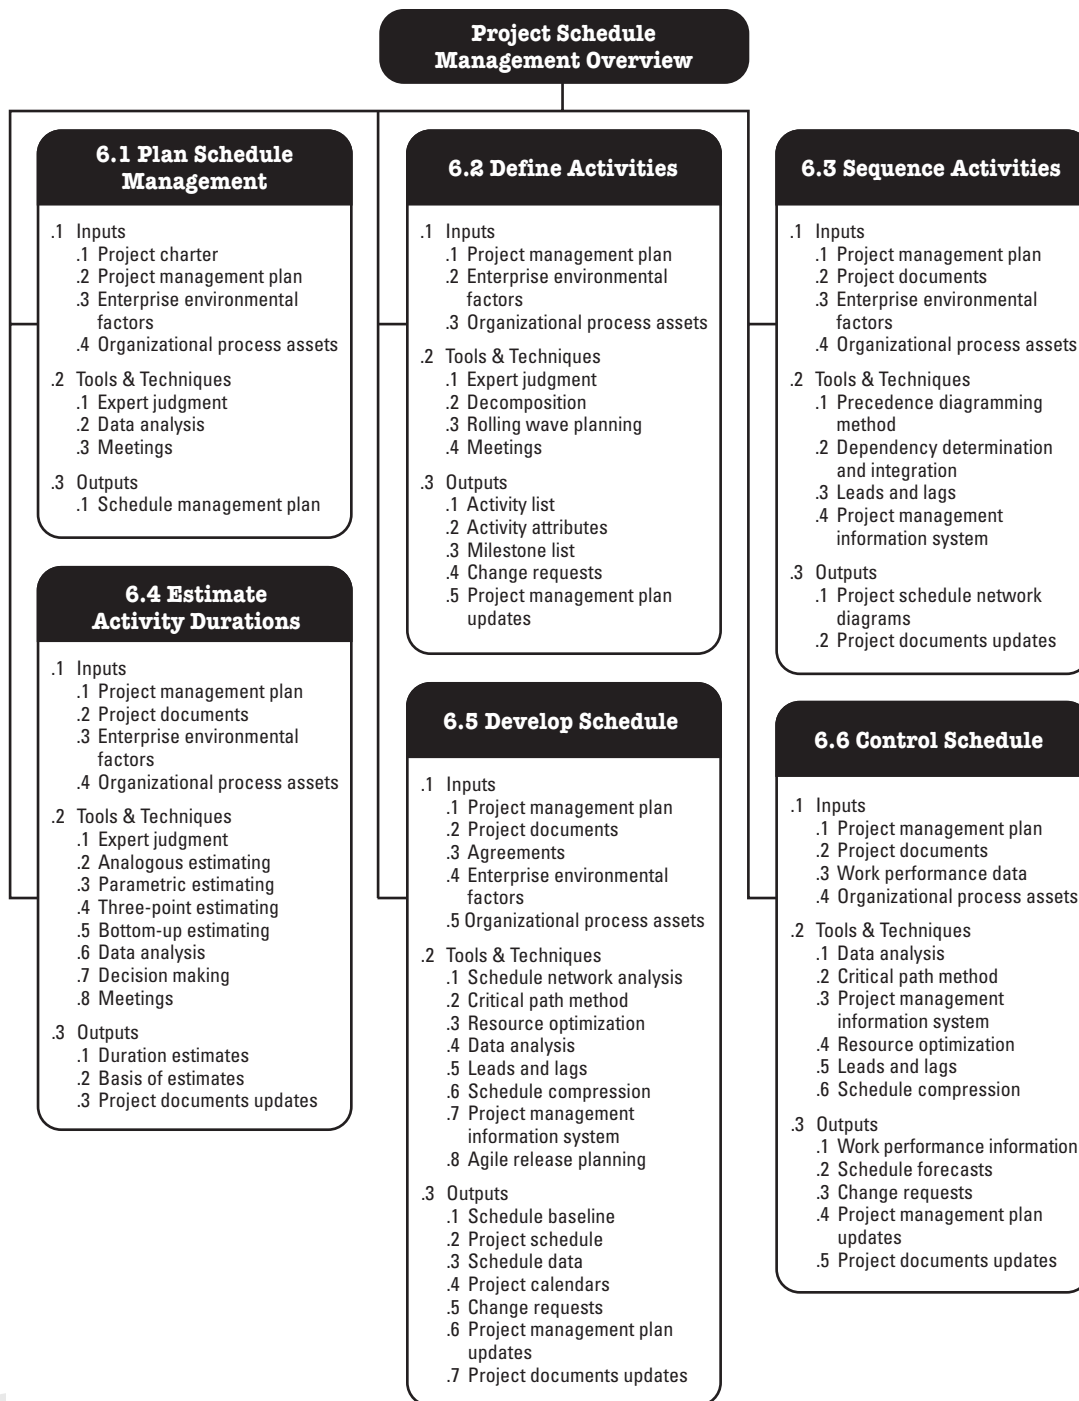 Project Schedule
Management Overview
6.1 Plan Schedule
Management
.1 Inputs
.1 Project charter
.2 Project management plan
.3 Enterprise environmental
factors
.4 Organizational process assets
.2 Tools & Techniques
.1 Expert judgment
.2 Data analysis
.3 Meetings
.3 Outputs
.1 Schedule management plan
6.2 Define Activities
.1 Inputs
.1 Project management plan
.2 Enterprise environmental
factors
.3 Organizational process assets
.2 Tools & Techniques
.1 Expert judgment
.2 Decomposition
.3 Rolling wave planning
.4 Meetings
.3 Outputs
.1 Activity list
.2 Activity attributes
.3 Milestone list
.4 Change requests
.5 Project management plan
updates
6.3 Sequence Activities
.1 Inputs
.1 Project management plan
.2 Project documents
.3 Enterprise environmental
factors
.4 Organizational process assets
.2 Tools & Techniques
.1 Precedence diagramming
method
.2 Dependency determination
and integration
.3 Leads and lags
.4 Project management
information system
.3 Outputs
.1 Project schedule network
diagrams
.2 Project documents updates
6.4 Estimate
Activity Durations
.1 Inputs
.1 Project management plan
.2 Project documents
.3 Enterprise environmental
factors
.4 Organizational process assets
.2 Tools & Techniques
.1 Expert judgment
.2 Analogous estimating
.3 Parametric estimating
.4 Three-point estimating
.5 Bottom-up estimating
.6 Data analysis
.7 Decision making
.8 Meetings
.3 Outputs
.1 Duration estimates
.2 Basis of estimates
.3 Project documents updates
6.5 Develop Schedule
.1 Inputs
.1 Project management plan
.2 Project documents
.3 Agreements
.4 Enterprise environmental
factors
.5 Organizational process assets
.2 Tools & Techniques
.1 Schedule network analysis
.2 Critical path method
.3 Resource optimization
.4 Data analysis
.5 Leads and lags
.6 Schedule compression
.7 Project management
information system
.8 Agile release planning
.3 Outputs
.1 Schedule baseline
.2 Project schedule
.3 Schedule data
.4 Project calendars
.5 Change requests
.6 Project management plan
updates
.7 Project documents updates
6.6 Control Schedule
.1 Inputs
.1 Project management plan
.2 Project documents
.3 Work performance data
.4 Organizational process assets
.2 Tools & Techniques
.1 Data analysis
.2 Critical path method
.3 Project management
information system
.4 Resource optimization
.5 Leads and lags
.6 Schedule compression
.3 Outputs
.1 Work performance information
.2 Schedule forecasts
.3 Change requests
.4 Project management plan
updates
.5 Project documents updates